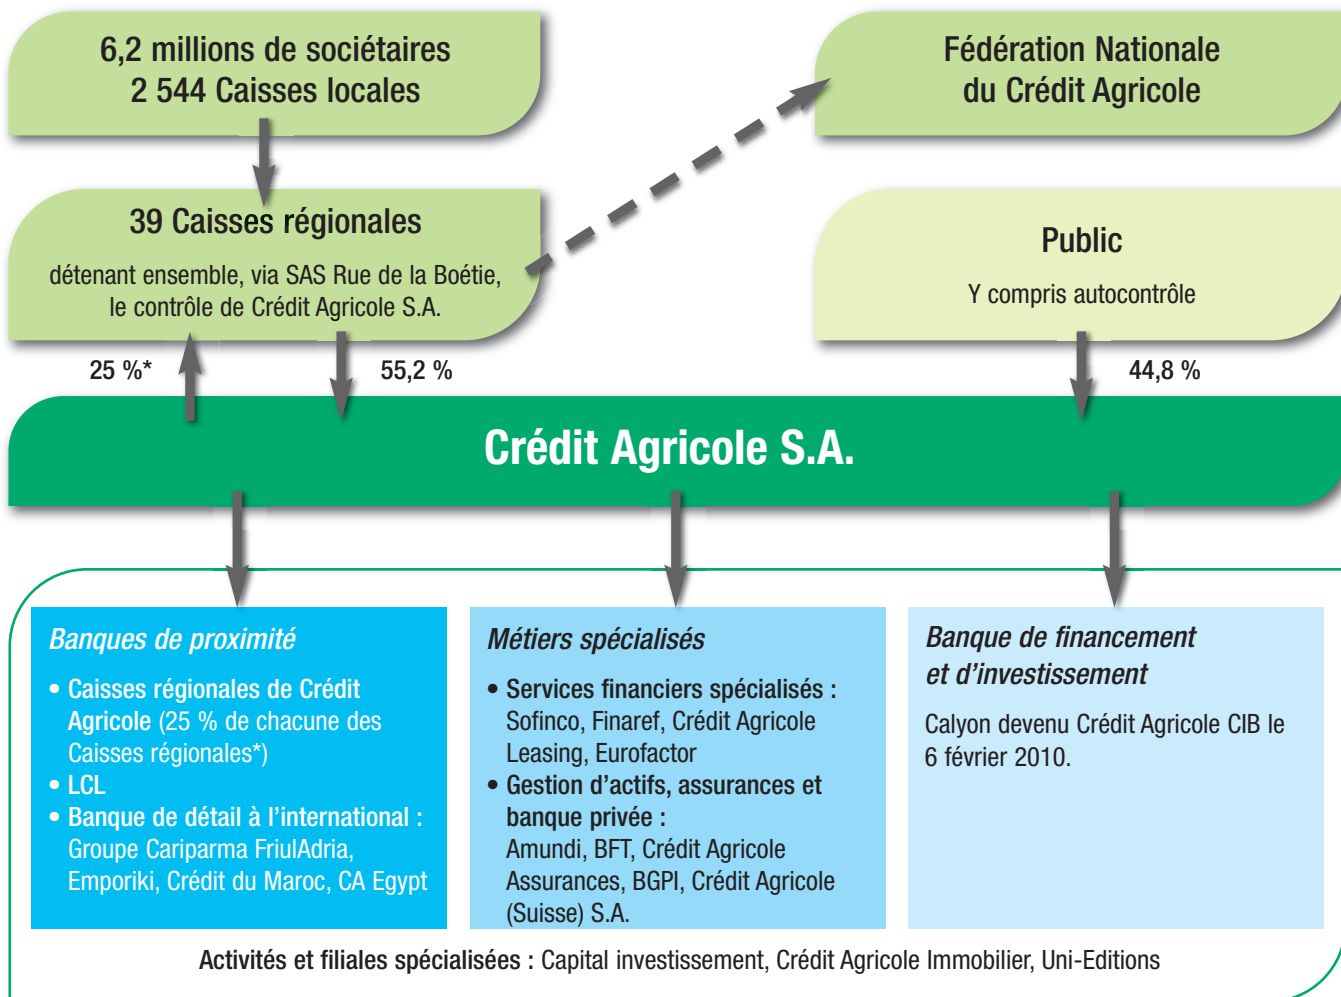 6,2 millions de sociétaires
2 544 Caisses locales
Fédération Nationale
du Crédit Agricole
39 Caisses régionales
détenant ensemble, via SAS Rue de la Boétie,
le contrôle de Crédit Agricole S.A.
Public
Y compris autocontrôle
25 %*
55,2 %
44,8 %
Crédit Agricole S.A.
Banques de proximité
• Caisses régionales de Crédit
Agricole (25 % de chacune des
Caisses régionales*)
• LCL
• Banque de détail à l’international :
Groupe Cariparma FriulAdria,
Emporiki, Crédit du Maroc, CA Egypt
Métiers spécialisés
• Services financiers spécialisés :
Sofinco, Finaref, Crédit Agricole
Leasing, Eurofactor
• Gestion d’actifs, assurances et
banque privée :
Amundi, BFT, Crédit Agricole
Assurances, BGPI, Crédit Agricole
(Suisse) S.A.
Banque de financement
et d’investissement
Calyon devenu Crédit Agricole CIB le
6 février 2010.
Activités et filiales spécialisées : Capital investissement, Crédit Agricole Immobilier, Uni-Editions